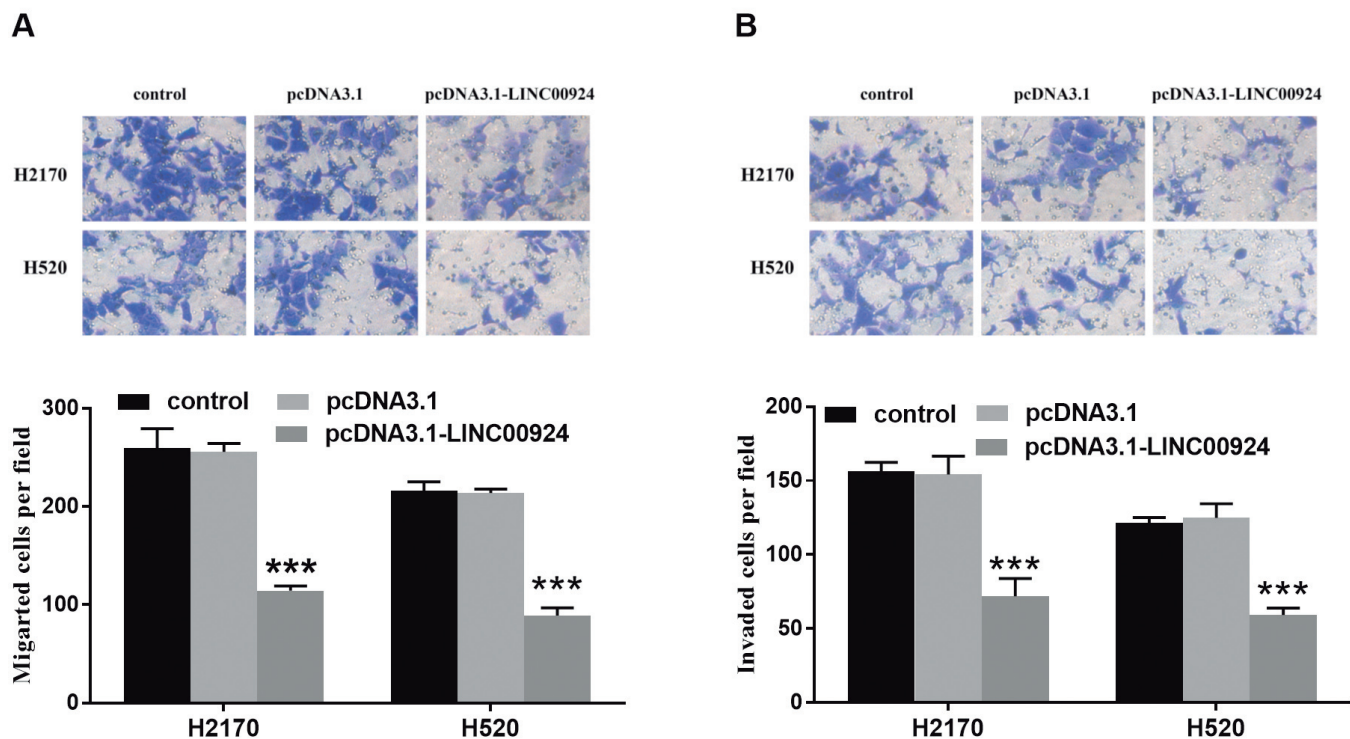 A
control pcDNA3.1 pcDNA3.1-LINC00924
H2170
H520
control pcDNA3.1
pcDNA3.1-LINC00924
Migarted cells per field
300
200
100
0
***
***
H2170 H520
B
control pcDNA3.1 pcDNA3.1-LINC00924
H2170
H520
control pcDNA3.1
pcDNA3.1-LINC00924
Invaded cells per field
200
150
100
50
0
***
***
H2170 H520